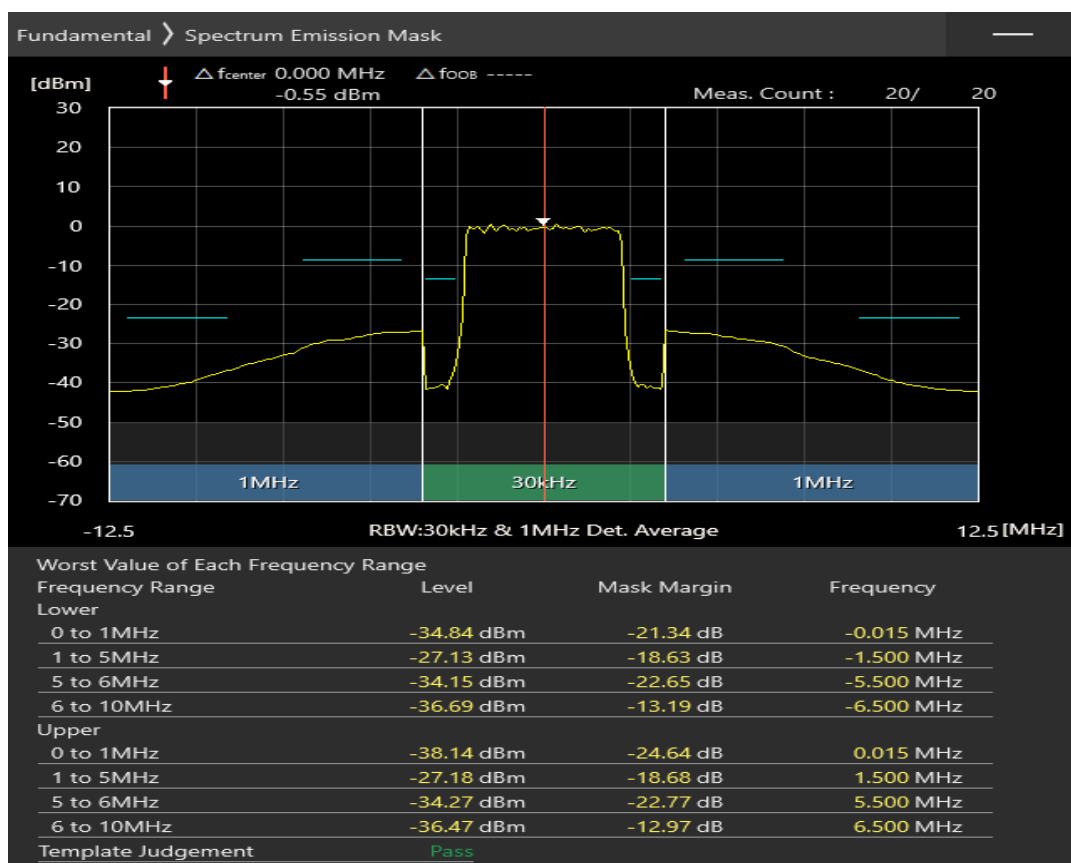 Fundamental ❯ Spectrum Emission Mask
△ fcenter 0.000 MHz △ fOOB -----
[dBm] -0.55 dBm Meas. Count : 20/ 20
30
20
10
0
-10
-20
-30
-40
-50
-60
1MHz 30kHz 1MHz
-70
-12.5 RBW:30kHz & 1MHz Det. Average 12.5 [MHz]
Worst Value of Each Frequency Range
Frequency Range Level Mask Margin Frequency
Lower
0 to 1MHz -34.84 dBm -21.34 dB -0.015 MHz
1 to 5MHz -27.13 dBm -18.63 dB -1.500 MHz
5 to 6MHz -34.15 dBm -22.65 dB -5.500 MHz
6 to 10MHz -36.69 dBm -13.19 dB -6.500 MHz
Upper
0 to 1MHz -38.14 dBm -24.64 dB 0.015 MHz
1 to 5MHz -27.18 dBm -18.68 dB 1.500 MHz
5 to 6MHz -34.27 dBm -22.77 dB 5.500 MHz
6 to 10MHz -36.47 dBm -12.97 dB 6.500 MHz
Template Judgement Pass